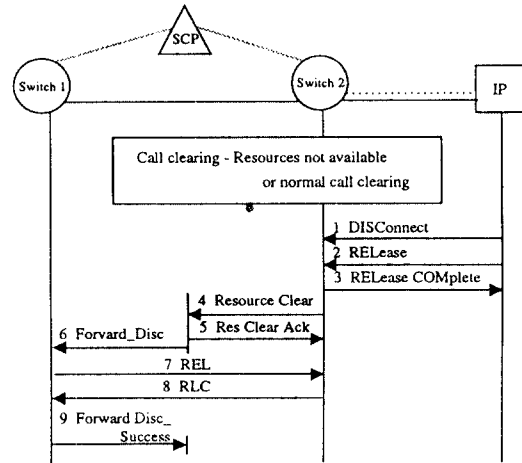 SCP
Switch 1
Switch 2
IP
Call clearing - Resources not available
or normal call clearing
1 DISConnect
2 RELease
3 RELease COMplete
4 Resource Clear
5 Res Clear Ack
6 Forvard_Disc
7 REL
8 RLC
9 Forward Disc_
Success